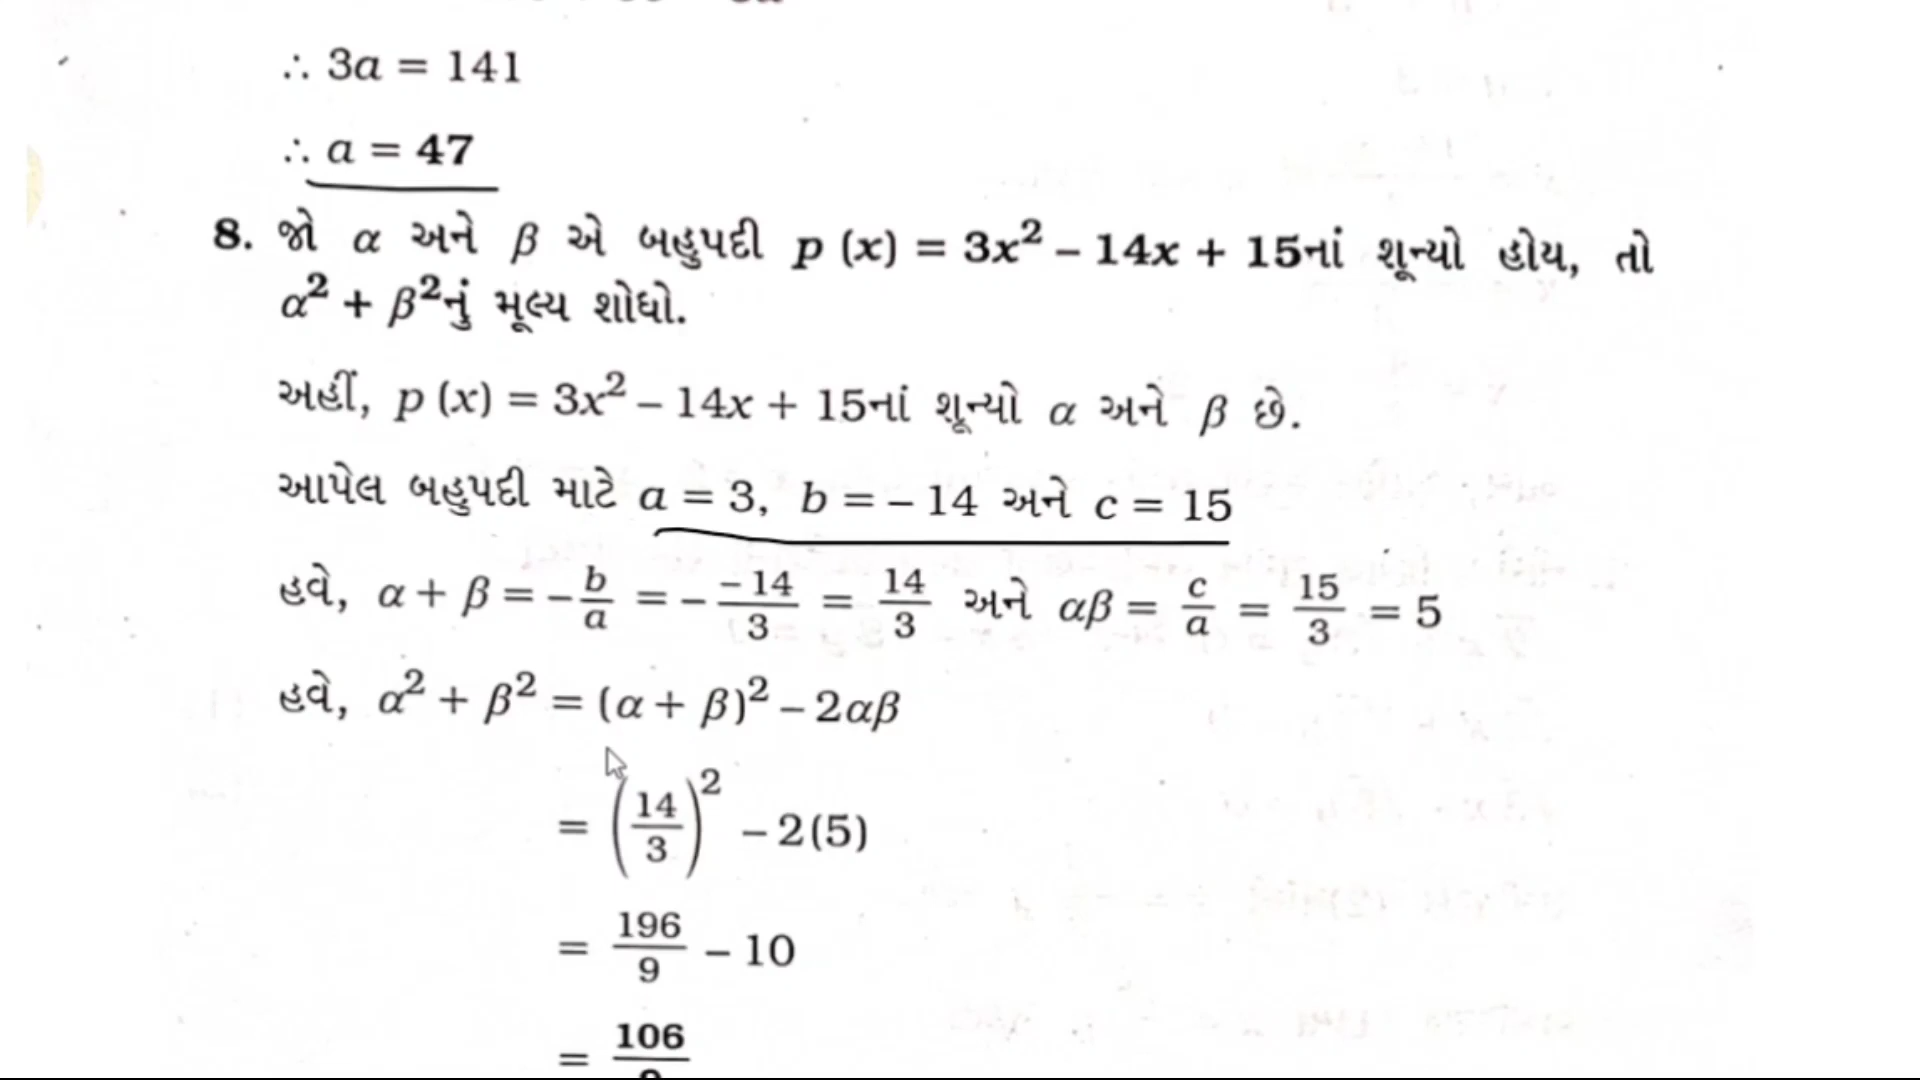 ∴ 3a = 141
∴ a = 47
8. જો α અને β એ બહુપદી p (x) = 3x² – 14x + 15નાં શૂન્યો હોય, તો
α² + β²નું મૂલ્ય શોધો.
અહીં, p (x) = 3x² – 14x + 15નાં શૂન્યો α અને β છે.
આપેલ બહુપદી માટે a = 3, b = – 14 અને c = 15
હવે, α + β = – b/a = – –14/3 = 14/3 અને αβ = c/a = 15/3 = 5
હવે, α² + β² = (α + β)² – 2αβ
= (14/3)² – 2(5)
= 196/9 – 10
= 106/9